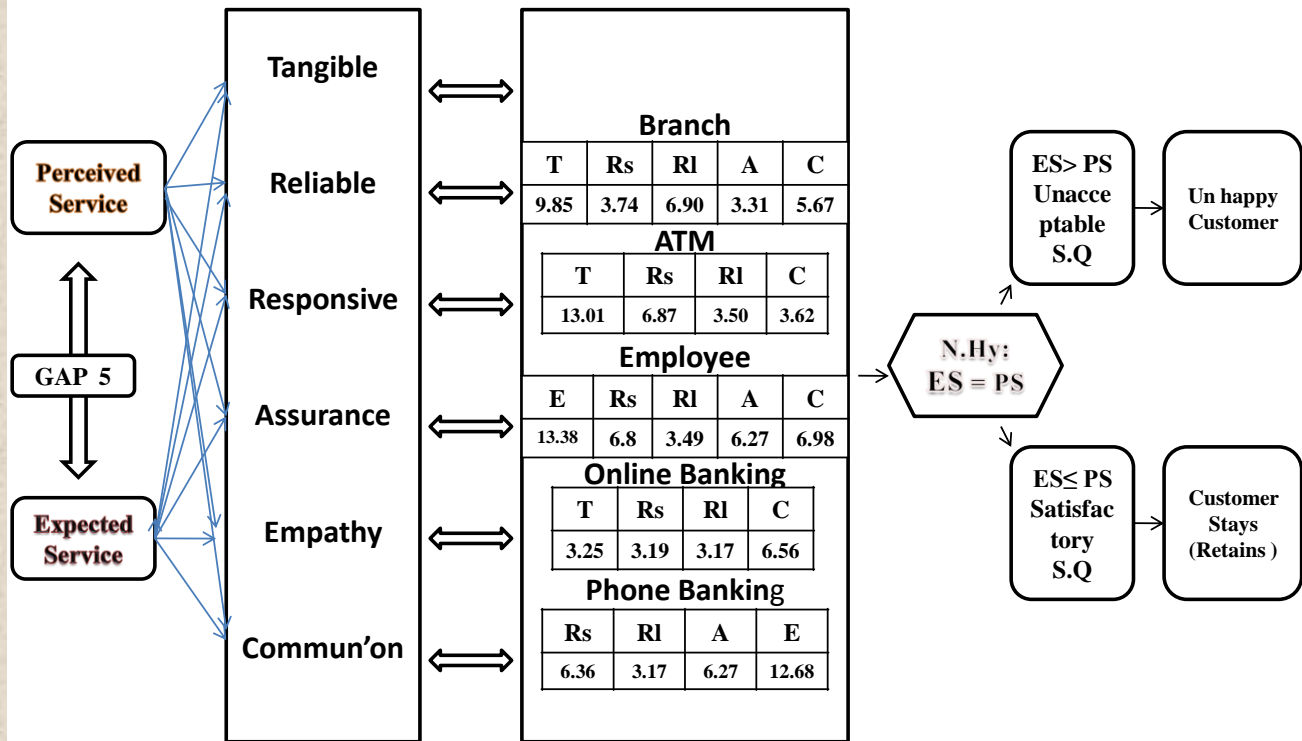 Perceived
Service
GAP 5
Expected
Service
Tangible
Reliable
Responsive
Assurance
Empathy
Commun'on
Branch
T Rs Rl A C
9.85 3.74 6.90 3.31 5.67
ATM
T Rs Rl C
13.01 6.87 3.50 3.62
Employee
E Rs Rl A C
13.38 6.8 3.49 6.27 6.98
Online Banking
T Rs Rl C
3.25 3.19 3.17 6.56
Phone Banking
Rs Rl A E
6.36 3.17 6.27 12.68
N.Hy:
ES = PS
ES> PS
Unacce
ptable
S.Q
Un happy
Customer
ES≤ PS
Satisfac
tory
S.Q
Customer
Stays
(Retains )